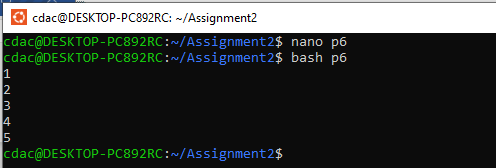 cdac@DESKTOP-PC892RC: ~/Assignment2
cdac@DESKTOP-PC892RC:~/Assignment2$ nano p6
cdac@DESKTOP-PC892RC:~/Assignment2$ bash p6
1
2
3
4
5
cdac@DESKTOP-PC892RC:~/Assignment2$